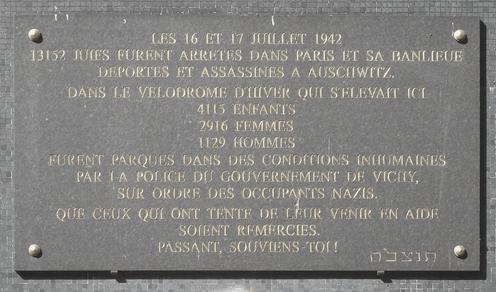 LES 16 ET 17 JUILLET 1942
13152 JUIFS FURENT ARRETES DANS PARIS ET SA BANLIEUE
DEPORTES ET ASSASSINES A AUSCHWITZ.
DANS LE VELODROME D'HIVER QUI S'ELEVAIT ICI
4115 ENFANTS
2916 FEMMES
1129 HOMMES
FURENT PARQUES DANS DES CONDITIONS INHUMAINES
PAR LA POLICE DU GOUVERNEMENT DE VICHY,
SUR ORDRE DES OCCUPANTS NAZIS.
QUE CEUX QUI ONT TENTE DE LEUR VENIR EN AIDE
SOIENT REMERCIES.
PASSANT, SOUVIENS-TOI !
תנצב״ה